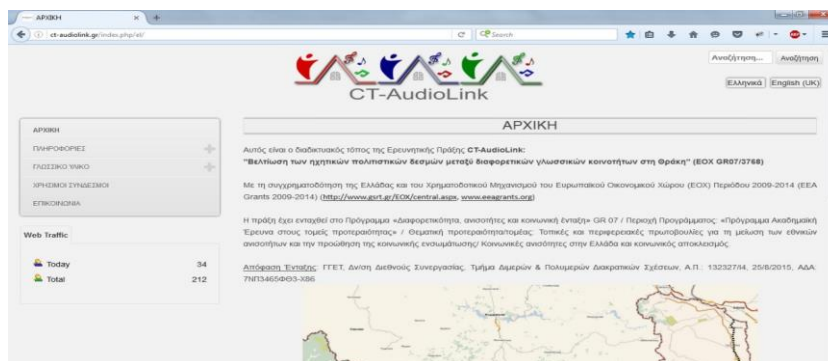 ΑΡΧΙΚΗ
ct-audiolink.gr/index.php/el/
Search
CT-AudioLink
Αναζήτηση...
Αναζήτηση
Ελληνικά
English (UK)
ΑΡΧΙΚΗ
ΠΛΗΡΟΦΟΡΙΕΣ
ΓΛΩΣΣΙΚΟ ΥΛΙΚΟ
ΧΡΗΣΙΜΟΙ ΣΥΝΔΕΣΜΟΙ
ΕΠΙΚΟΙΝΩΝΙΑ
Web Traffic
Today 34
Total 212
ΑΡΧΙΚΗ
Αυτός είναι ο διαδικτυακός τόπος της Ερευνητικής Πράξης CT-AudioLink:
"Βελτίωση των ηχητικών πολιτιστικών δεσμών μεταξύ διαφορετικών γλωσσικών κοινοτήτων στη Θράκη" (ΕΟΧ GR07/3768)
Με τη συγχρηματοδότηση της Ελλάδας και του Χρηματοδοτικού Μηχανισμού του Ευρωπαϊκού Οικονομικού Χώρου (ΕΟΧ) Περιόδου 2009-2014 (EEA
Grants 2009-2014) (http://www.gsrt.gr/EOX/central.aspx, www.eeagrants.org)
Η πράξη έχει ενταχθεί στο Πρόγραμμα «Διαφορετικότητα, ανισότητες και κοινωνική ένταξη» GR 07 / Περιοχή Προγράμματος: «Πρόγραμμα Ακαδημαϊκή
Έρευνα στους τομείς προτεραιότητας» / Θεματική προτεραιότητα/τομέας: Τοπικές και περιφερειακές πρωτοβουλίες για τη μείωση των εθνικών
ανισοτήτων και την προώθηση της κοινωνικής ενσωμάτωσης/ Κοινωνικές ανισότητες στην Ελλάδα και κοινωνικός αποκλεισμός.
Απόφαση Ένταξης: ΓΓΕΤ, Δν/ση Διεθνούς Συνεργασίας, Τμήμα Διμερών & Πολυμερών Διακρατικών Σχέσεων, Α.Π.: 132327/Ι4, 25/8/2015, ΑΔΑ:
7ΝΠ3465ΦΘ3-ΧΒ6